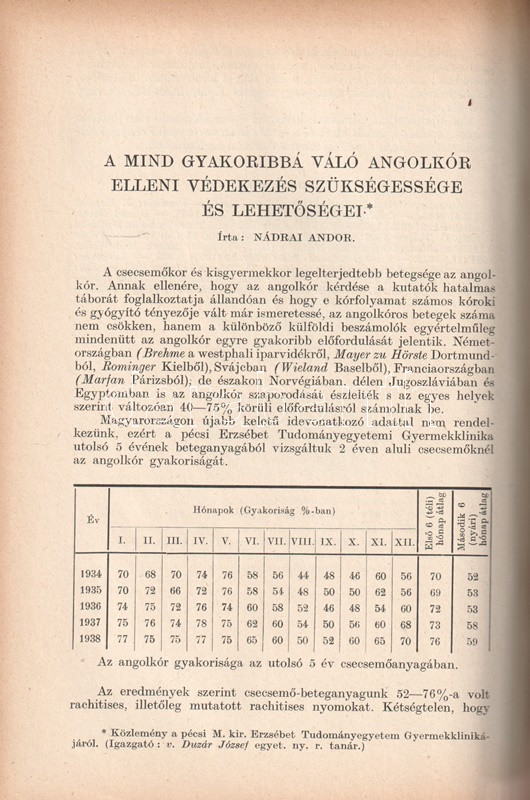 A MIND GYAKORIBBÁ VÁLÓ ANGOLKÓR
ELLENI VÉDEKEZÉS SZÜKSÉGESSÉGE
ÉS LEHETŐSÉGEI.*
Írta: NÁDRAI ANDOR.
A csecsemőkor és kisgyermekkor legelterjedtebb betegsége az angol-
kór. Annak ellenére, hogy az angolkór kérdése a kutatók hatalmas
táborát foglalkoztatja állandóan és hogy e kórfolyamat számos kóroki
és gyógyító tényezője vált már ismeretessé, az angolkóros betegek száma
nem csökken, hanem a különböző külföldi beszámolók egyértelműleg
mindenütt az angolkór egyre gyakoribb előfordulását jelentik. Német-
országban (Brehme a westphali iparvidékről, Mayer zu Hörste Dortmund-
ból, Rominger Kielből), Svájcban (Wieland Baselből), Franciaországban
(Marfan Párizsból), de északon Norvégiában, délen Jugoszláviában és
Egyptomban is az angolkór szaporodását észlelték s az egyes helyek
szerint változóan 40—75% körüli előfordulásról számolnak be.
Magyarországon újabb keletű idevonatkozó adattal nem rendel-
kezünk, ezért a pécsi Erzsébet Tudományegyetemi Gyermekklinika
utolsó 5 évének beteganyagából vizsgáltuk 2 éven aluli csecsemőknél
az angolkór gyakoriságát.
Év Hónapok (Gyakoriság %-ban) Első 6 (téli) hónap átlag Második 6 (nyári) hónap átlag
I. II. III. IV. V. VI. VII. VIII. IX. X. XI. XII.
1934 70 68 70 74 76 58 56 44 48 46 60 56 70 52
1935 70 72 66 72 76 58 54 48 50 50 62 56 69 53
1936 74 75 72 76 74 60 58 52 46 48 54 60 72 53
1937 75 76 74 78 75 62 60 54 50 56 60 68 73 58
1938 77 75 75 77 75 65 60 50 52 60 65 70 76 59
Az angolkór gyakorisága az utolsó 5 év csecsemőanyagában.
Az eredmények szerint csecsemő-beteganyagunk 52—76%-a volt
rachitises, illetőleg mutatott rachitises nyomokat. Kétségtelen, hogy
* Közlemény a pécsi M. kir. Erzsébet Tudományegyetem Gyermekkliniká-
járól. (Igazgató: v. Duzár József egyet. ny. r. tanár.)